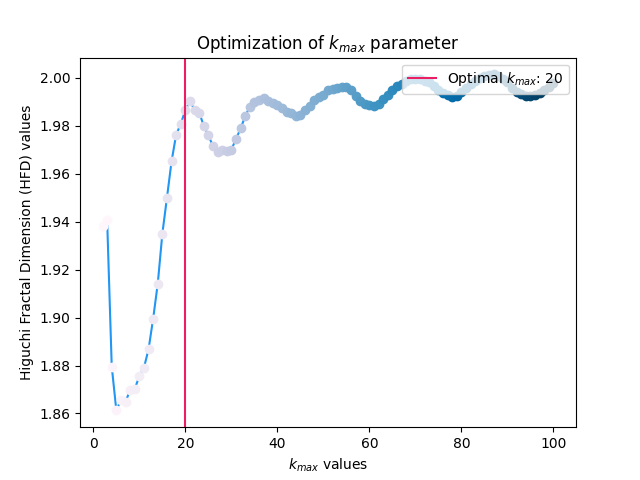 Optimization of $k_{max}$ parameter
Optimal $k_{max}$: 20
Higuchi Fractal Dimension (HFD) values
2.00
1.98
1.96
1.94
1.92
1.90
1.88
1.86
0 20 40 60 80 100
$k_{max}$ values